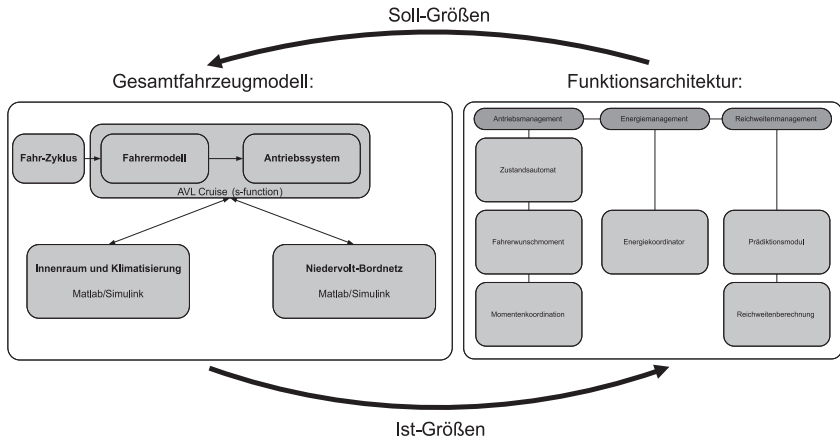 Soll-Größen
Gesamtfahrzeugmodell:
Fahr-Zyklus
Fahrermodell
Antriebssystem
AVL Cruise (s-function)
Innenraum und Klimatisierung
Matlab/Simulink
Niedervolt-Bordnetz
Matlab/Simulink
Funktionsarchitektur:
Antriebsmanagement
Energiemanagement
Reichweitenmanagement
Zustandsautomat
Fahrerwunschmoment
Energiekoordinator
Prädiktionsmodul
Momentenkoordination
Reichweitenberechnung
Ist-Größen